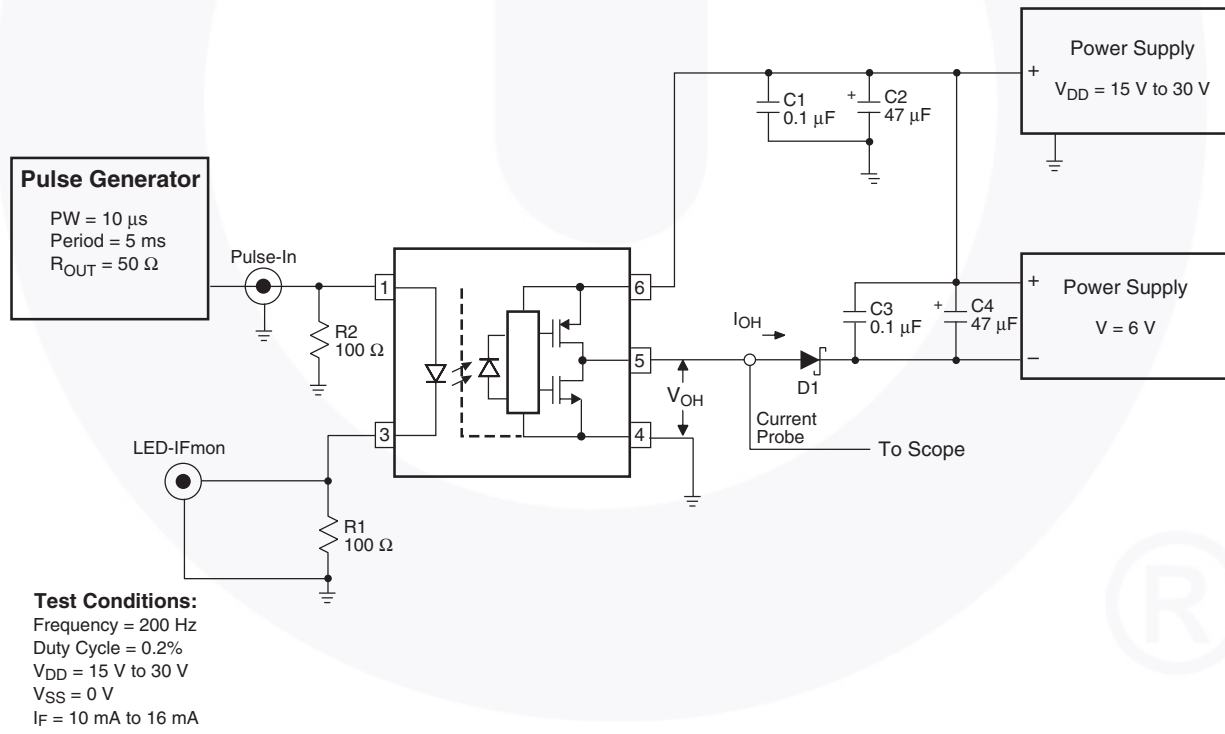 Power Supply
VDD = 15 V to 30 V
+
C1
0.1 μF
+
C2
47 μF
Pulse Generator
PW = 10 μs
Period = 5 ms
ROUT = 50 Ω
Pulse-In
1
6
R2
100 Ω
5
3
4
VOH
IOH
D1
Current
Probe
To Scope
C3
0.1 μF
+
C4
47 μF
+
Power Supply
V = 6 V
–
LED-IFmon
R1
100 Ω
Test Conditions:
Frequency = 200 Hz
Duty Cycle = 0.2%
VDD = 15 V to 30 V
VSS = 0 V
IF = 10 mA to 16 mA
®